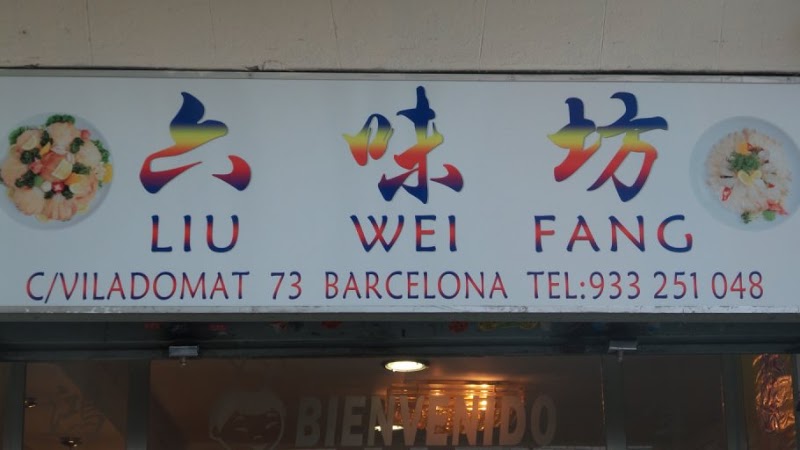 六味坊
LIU WEI FANG
C/VILADOMAT 73 BARCELONA TEL:933 251 048
BIENVENIDO